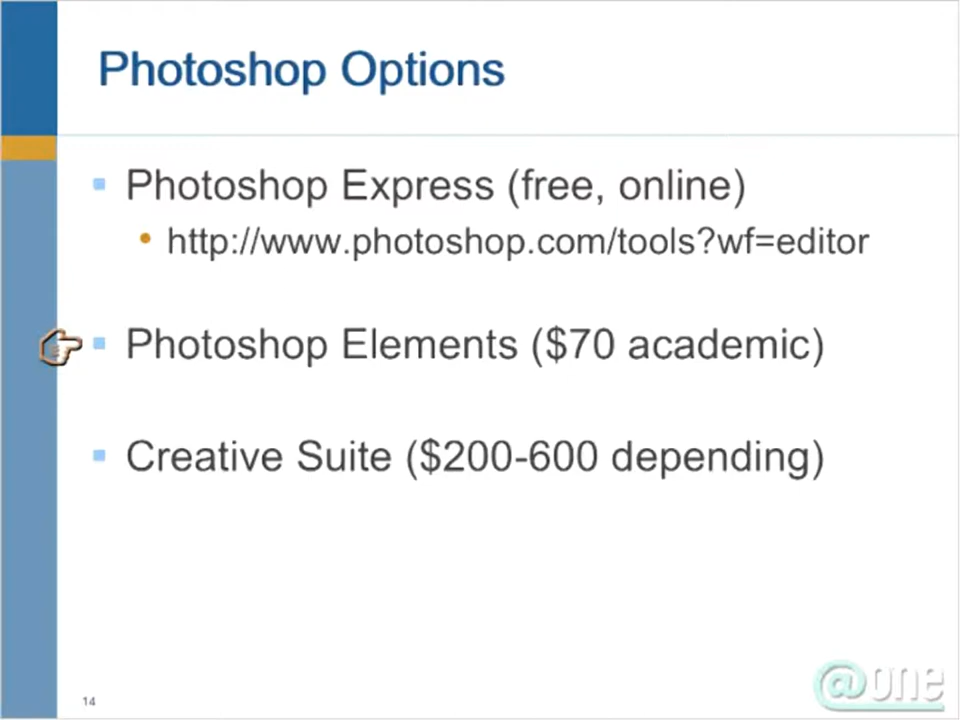 Photoshop Options
Photoshop Express (free, online)
http://www.photoshop.com/tools?wf=editor
Photoshop Elements ($70 academic)
Creative Suite ($200-600 depending)
14
@one